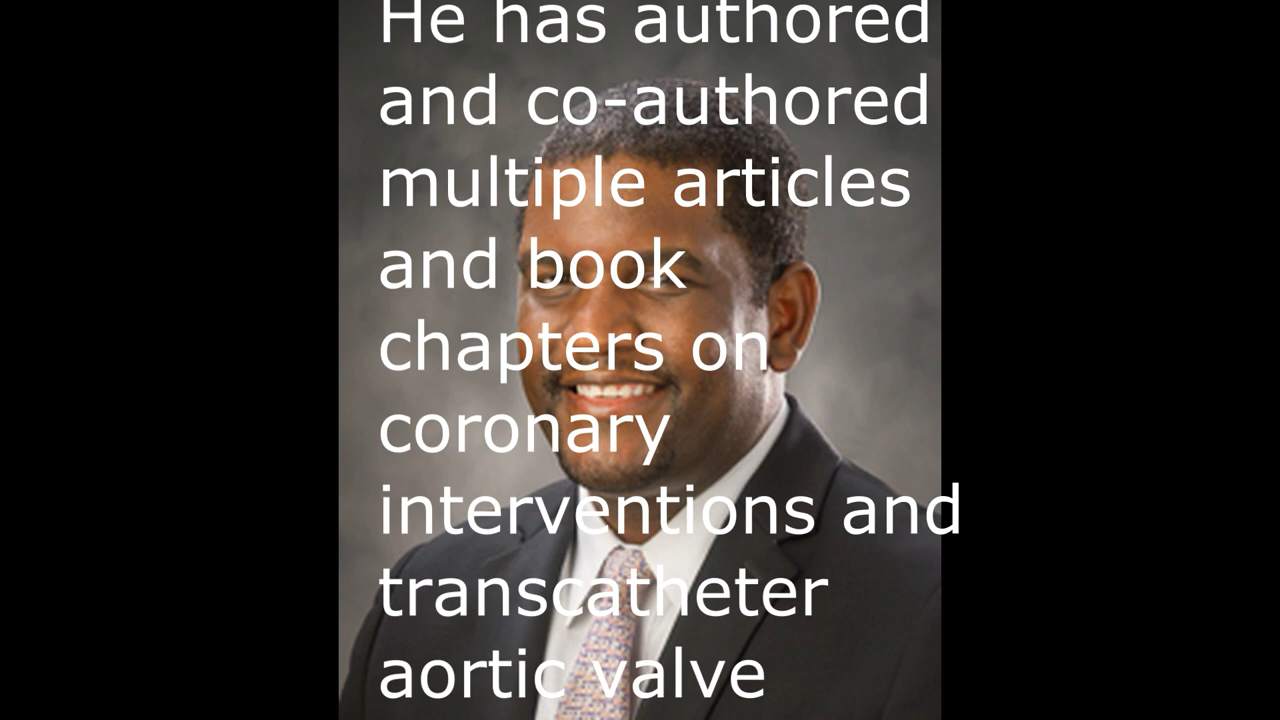 He has authored
and co-authored
multiple articles
and book
chapters on
coronary
interventions and
transcatheter
aortic valve